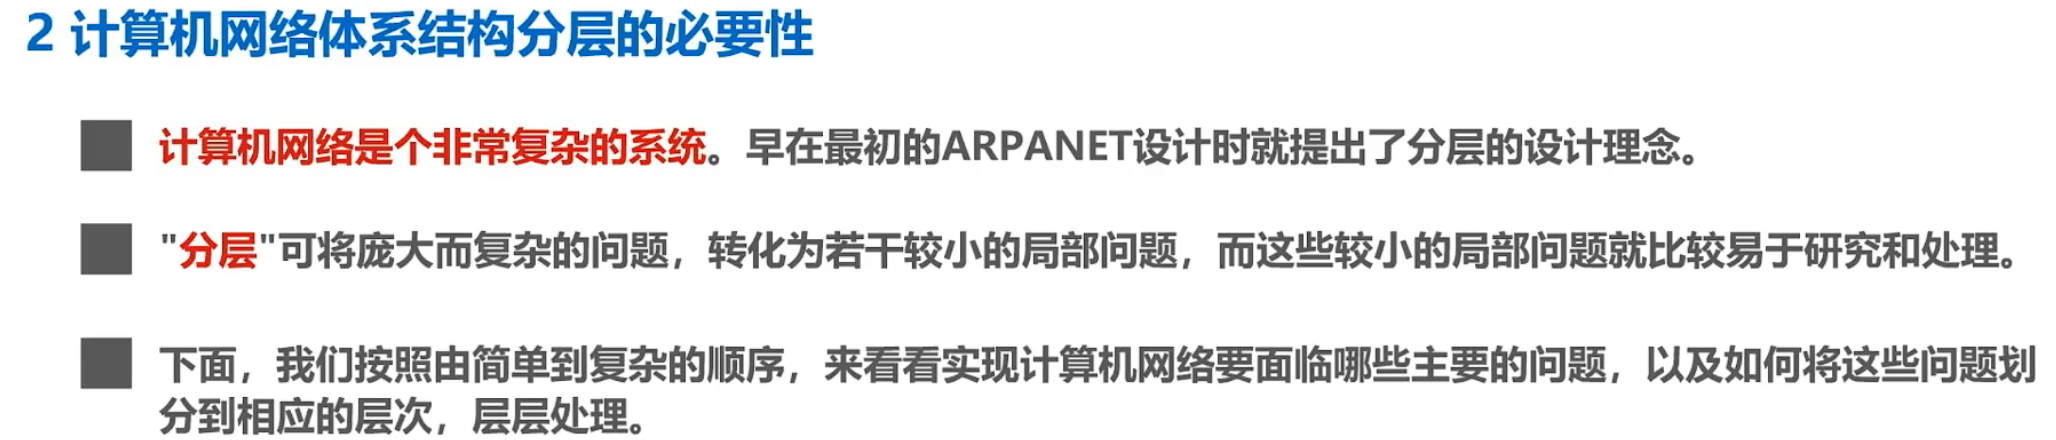 2 计算机网络体系结构分层的必要性
计算机网络是个非常复杂的系统。早在最初的ARPANET设计时就提出了分层的设计理念。
"分层"可将庞大而复杂的问题，转化为若干较小的局部问题，而这些较小的局部问题就比较易于研究和处理。
下面，我们按照由简单到复杂的顺序，来看看实现计算机网络要面临哪些主要的问题，以及如何将这些问题划
分到相应的层次，层层处理。